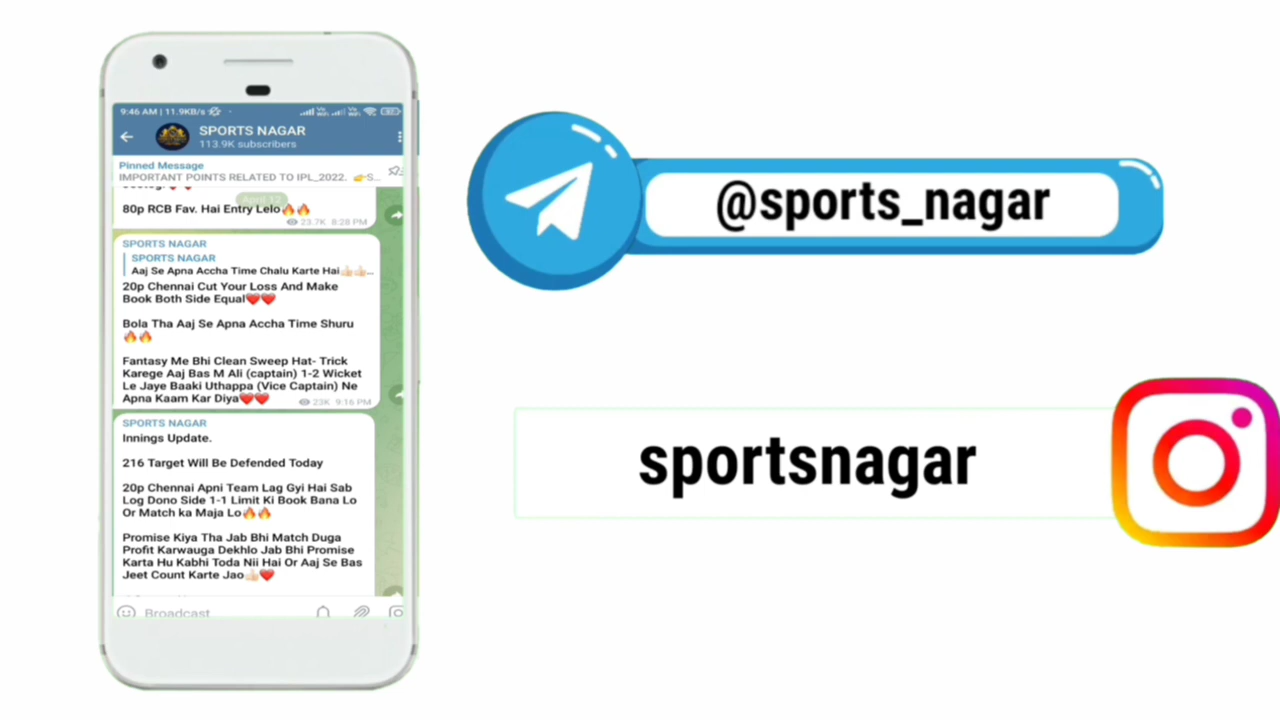 9:46 AM | 11.9KB/s
SPORTS NAGAR
113.9K subscribers
Pinned Message
IMPORTANT POINTS RELATED TO IPL_2022. 👉S...
April 12
80p RCB Fav. Hai Entry Lelo🔥🔥
23.7K 8:28 PM
SPORTS NAGAR
SPORTS NAGAR
Aaj Se Apna Accha Time Chalu Karte Hai👍🏻👍🏻...
20p Chennai Cut Your Loss And Make
Book Both Side Equal❤️❤️
Bola Tha Aaj Se Apna Accha Time Shuru
🔥🔥
Fantasy Me Bhi Clean Sweep Hat- Trick
Karege Aaj Bas M Ali (captain) 1-2 Wicket
Le Jaye Baaki Uthappa (Vice Captain) Ne
Apna Kaam Kar Diya❤️❤️
23K 9:16 PM
SPORTS NAGAR
Innings Update.
216 Target Will Be Defended Today
20p Chennai Apni Team Lag Gyi Hai Sab
Log Dono Side 1-1 Limit Ki Book Bana Lo
Or Match ka Maja Lo🔥🔥
Promise Kiya Tha Jab Bhi Match Duga
Profit Karwauga Dekhlo Jab Bhi Promise
Karta Hu Kabhi Toda Nii Hai Or Aaj Se Bas
Jeet Count Karte Jao👍🏻❤️
Broadcast
@sports_nagar
sportsnagar